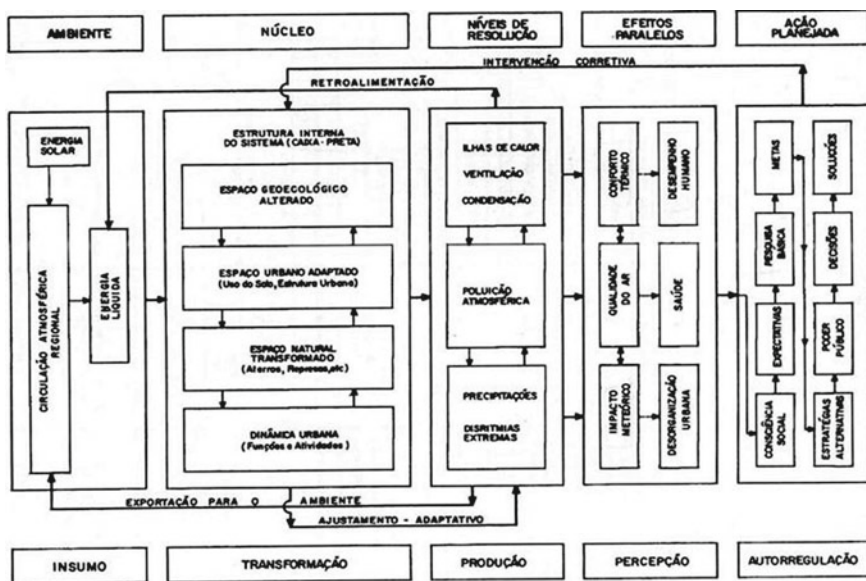 AMBIENTE
NÚCLEO
NÍVEIS DE
RESOLUÇÃO
EFEITOS
PARALELOS
AÇÃO
PLANEJADA
INTERVENÇÃO CORRETIVA
RETROALIMENTAÇÃO
ENERGIA
SOLAR
CIRCULAÇÃO ATMOSFÉRICA
REGIONAL
ENERGIA
LÍQUIDA
ESTRUTURA INTERNA
DO SISTEMA (CAIXA-PRETA)
ESPAÇO GEOECOLÓGICO
ALTERADO
ESPAÇO URBANO ADAPTADO
(Uso do Solo, Estrutura Urbana)
ESPAÇO NATURAL
TRANSFORMADO
(Aterros, Represas, etc)
DINÂMICA URBANA
(Funções e Atividades)
ILHAS DE CALOR
VENTILAÇÃO
CONDENSAÇÃO
POLUIÇÃO
ATMOSFÉRICA
PRECIPITAÇÕES
DISRITMIAS
EXTREMAS
CONFORTO
TÉRMICO
DESEMPENHO
HUMANO
QUALIDADE
DO AR
SAÚDE
IMPACTO
METEÓRICO
DESORGANIZAÇÃO
URBANA
METAS
PESQUISA
BÁSICA
EXPECTATIVAS
CONSCIÊNCIA
SOCIAL
SOLUÇÕES
DECISÕES
PODER
PÚBLICO
ESTRATÉGIAS
ALTERNATIVAS
EXPORTAÇÃO PARA O AMBIENTE
AJUSTAMENTO - ADAPTATIVO
INSUMO
TRANSFORMAÇÃO
PRODUÇÃO
PERCEPÇÃO
AUTORREGULAÇÃO